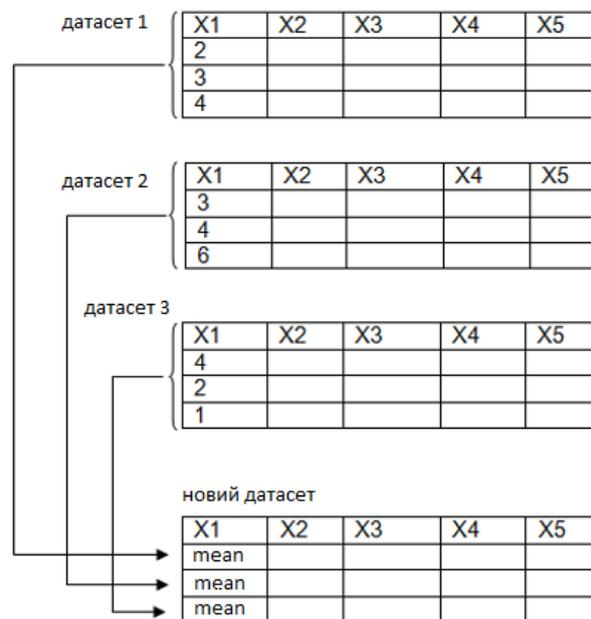 датасет 1
X1 X2 X3 X4 X5
2
3
4
датасет 2
X1 X2 X3 X4 X5
3
4
6
датасет 3
X1 X2 X3 X4 X5
4
2
1
новий датасет
X1 X2 X3 X4 X5
mean
mean
mean